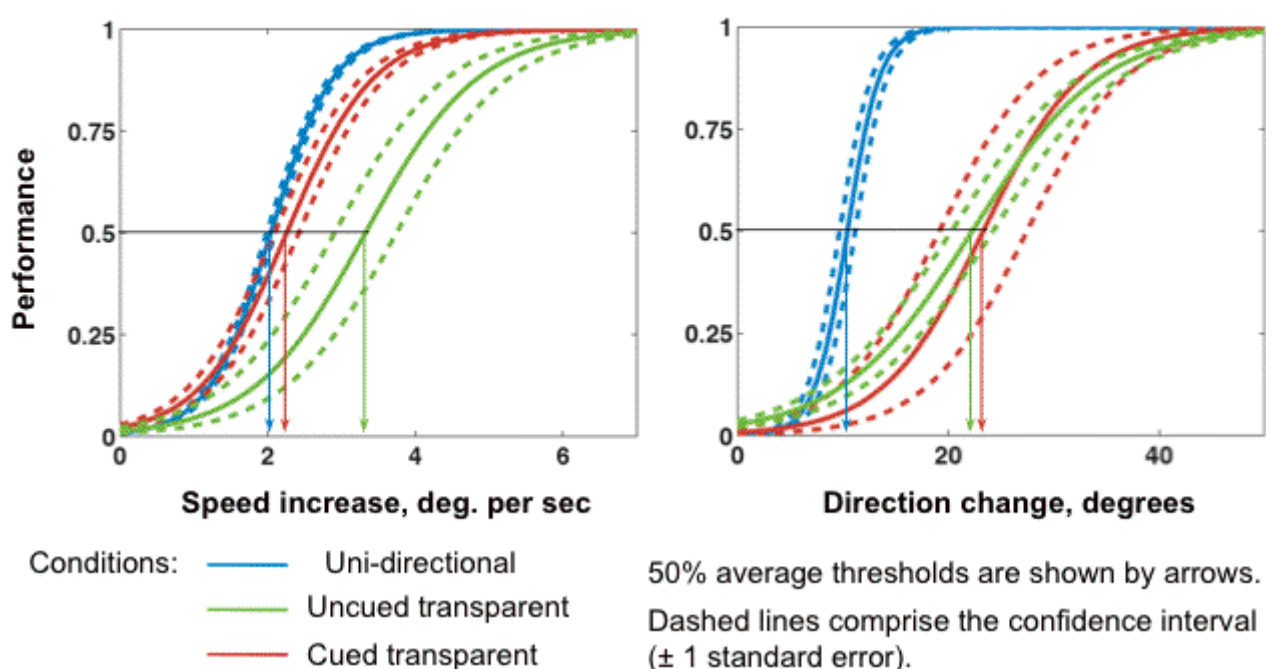 Performance
1
0.75
0.5
0.25
0
0 2 4 6
Speed increase, deg. per sec
1
0.75
0.5
0.25
0
0 20 40
Direction change, degrees
Conditions:
Uni-directional
Uncued transparent
Cued transparent
50% average thresholds are shown by arrows.
Dashed lines comprise the confidence interval
(± 1 standard error).